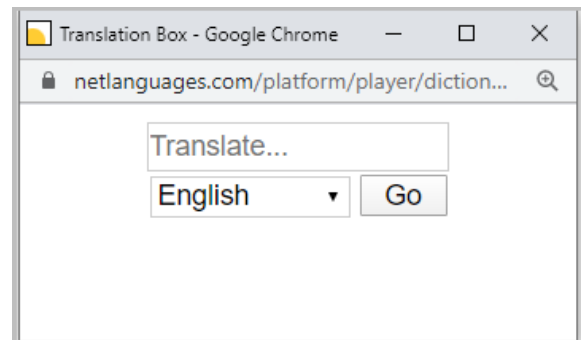 Translation Box - Google Chrome
netlanguages.com/platform/player/diction...
Translate...
English Go